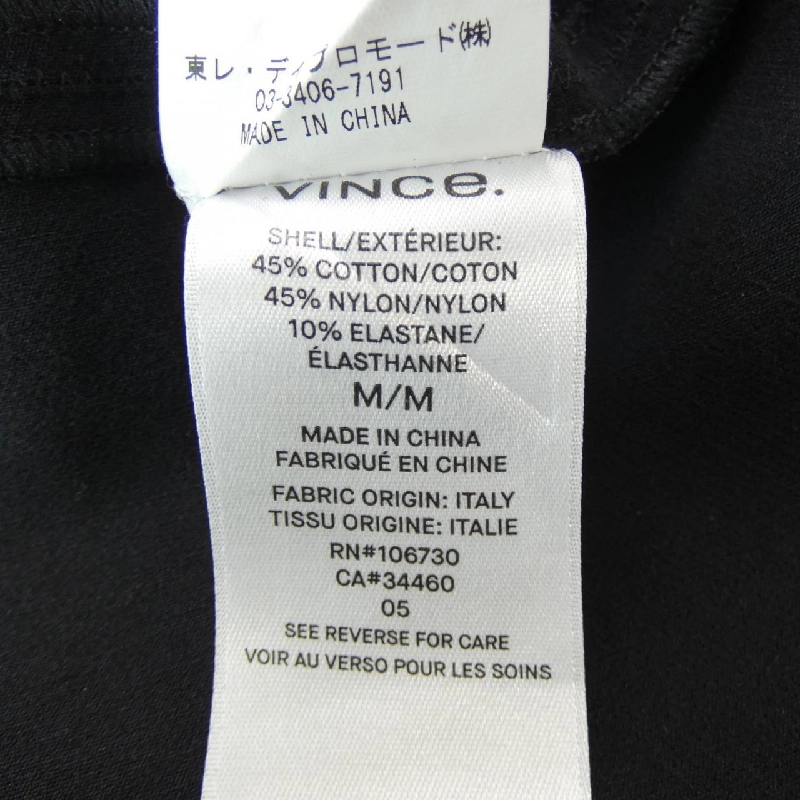 東レ・ディプロモード㈱
03-3406-7191
MADE IN CHINA
VINCe.
SHELL/EXTÉRIEUR:
45% COTTON/COTON
45% NYLON/NYLON
10% ELASTANE/
ÉLASTHANNE
M/M
MADE IN CHINA
FABRIQUÉ EN CHINE
FABRIC ORIGIN: ITALY
TISSU ORIGINE: ITALIE
RN#106730
CA#34460
05
SEE REVERSE FOR CARE
VOIR AU VERSO POUR LES SOINS